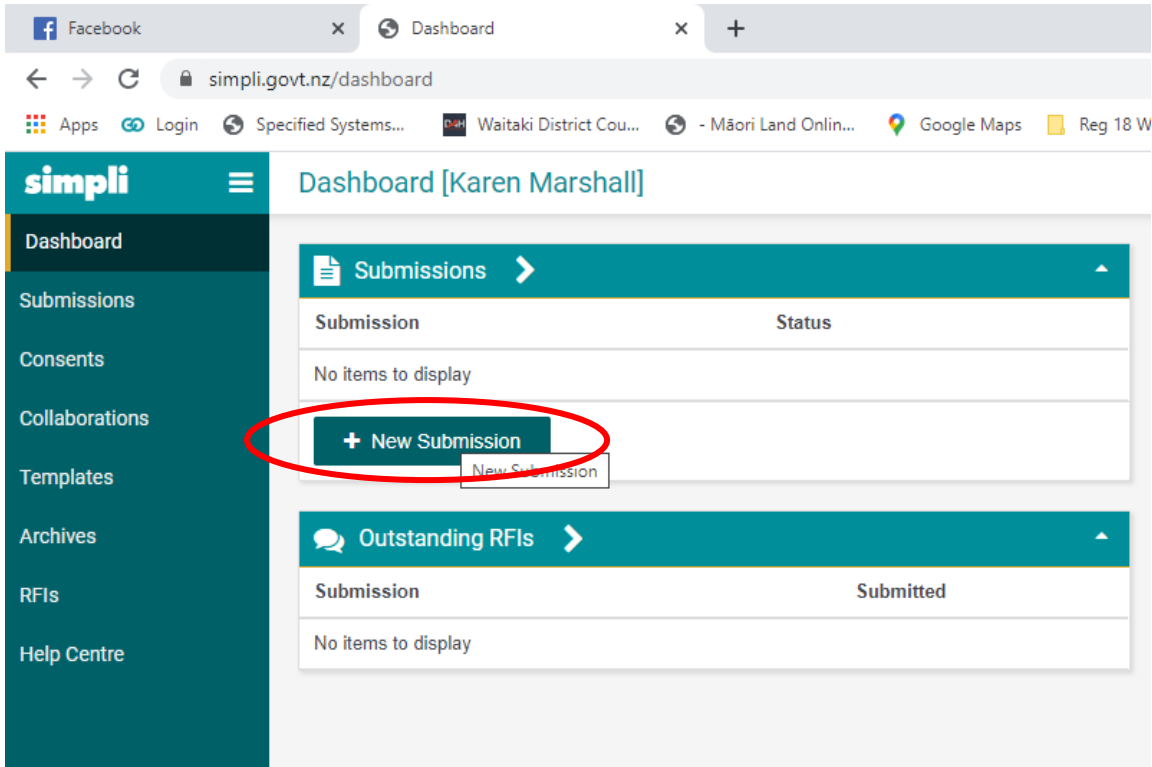 Facebook
Dashboard
simpli.govt.nz/dashboard
Apps Login Specified Systems... D4H Waitaki District Cou... - Māori Land Onlin... Google Maps Reg 18 W
simpli
Dashboard [Karen Marshall]
Dashboard
Submissions
Consents
Collaborations
Templates
Archives
RFIs
Help Centre
Submissions
Submission Status
No items to display
+ New Submission
New Submission
Outstanding RFIs
Submission Submitted
No items to display